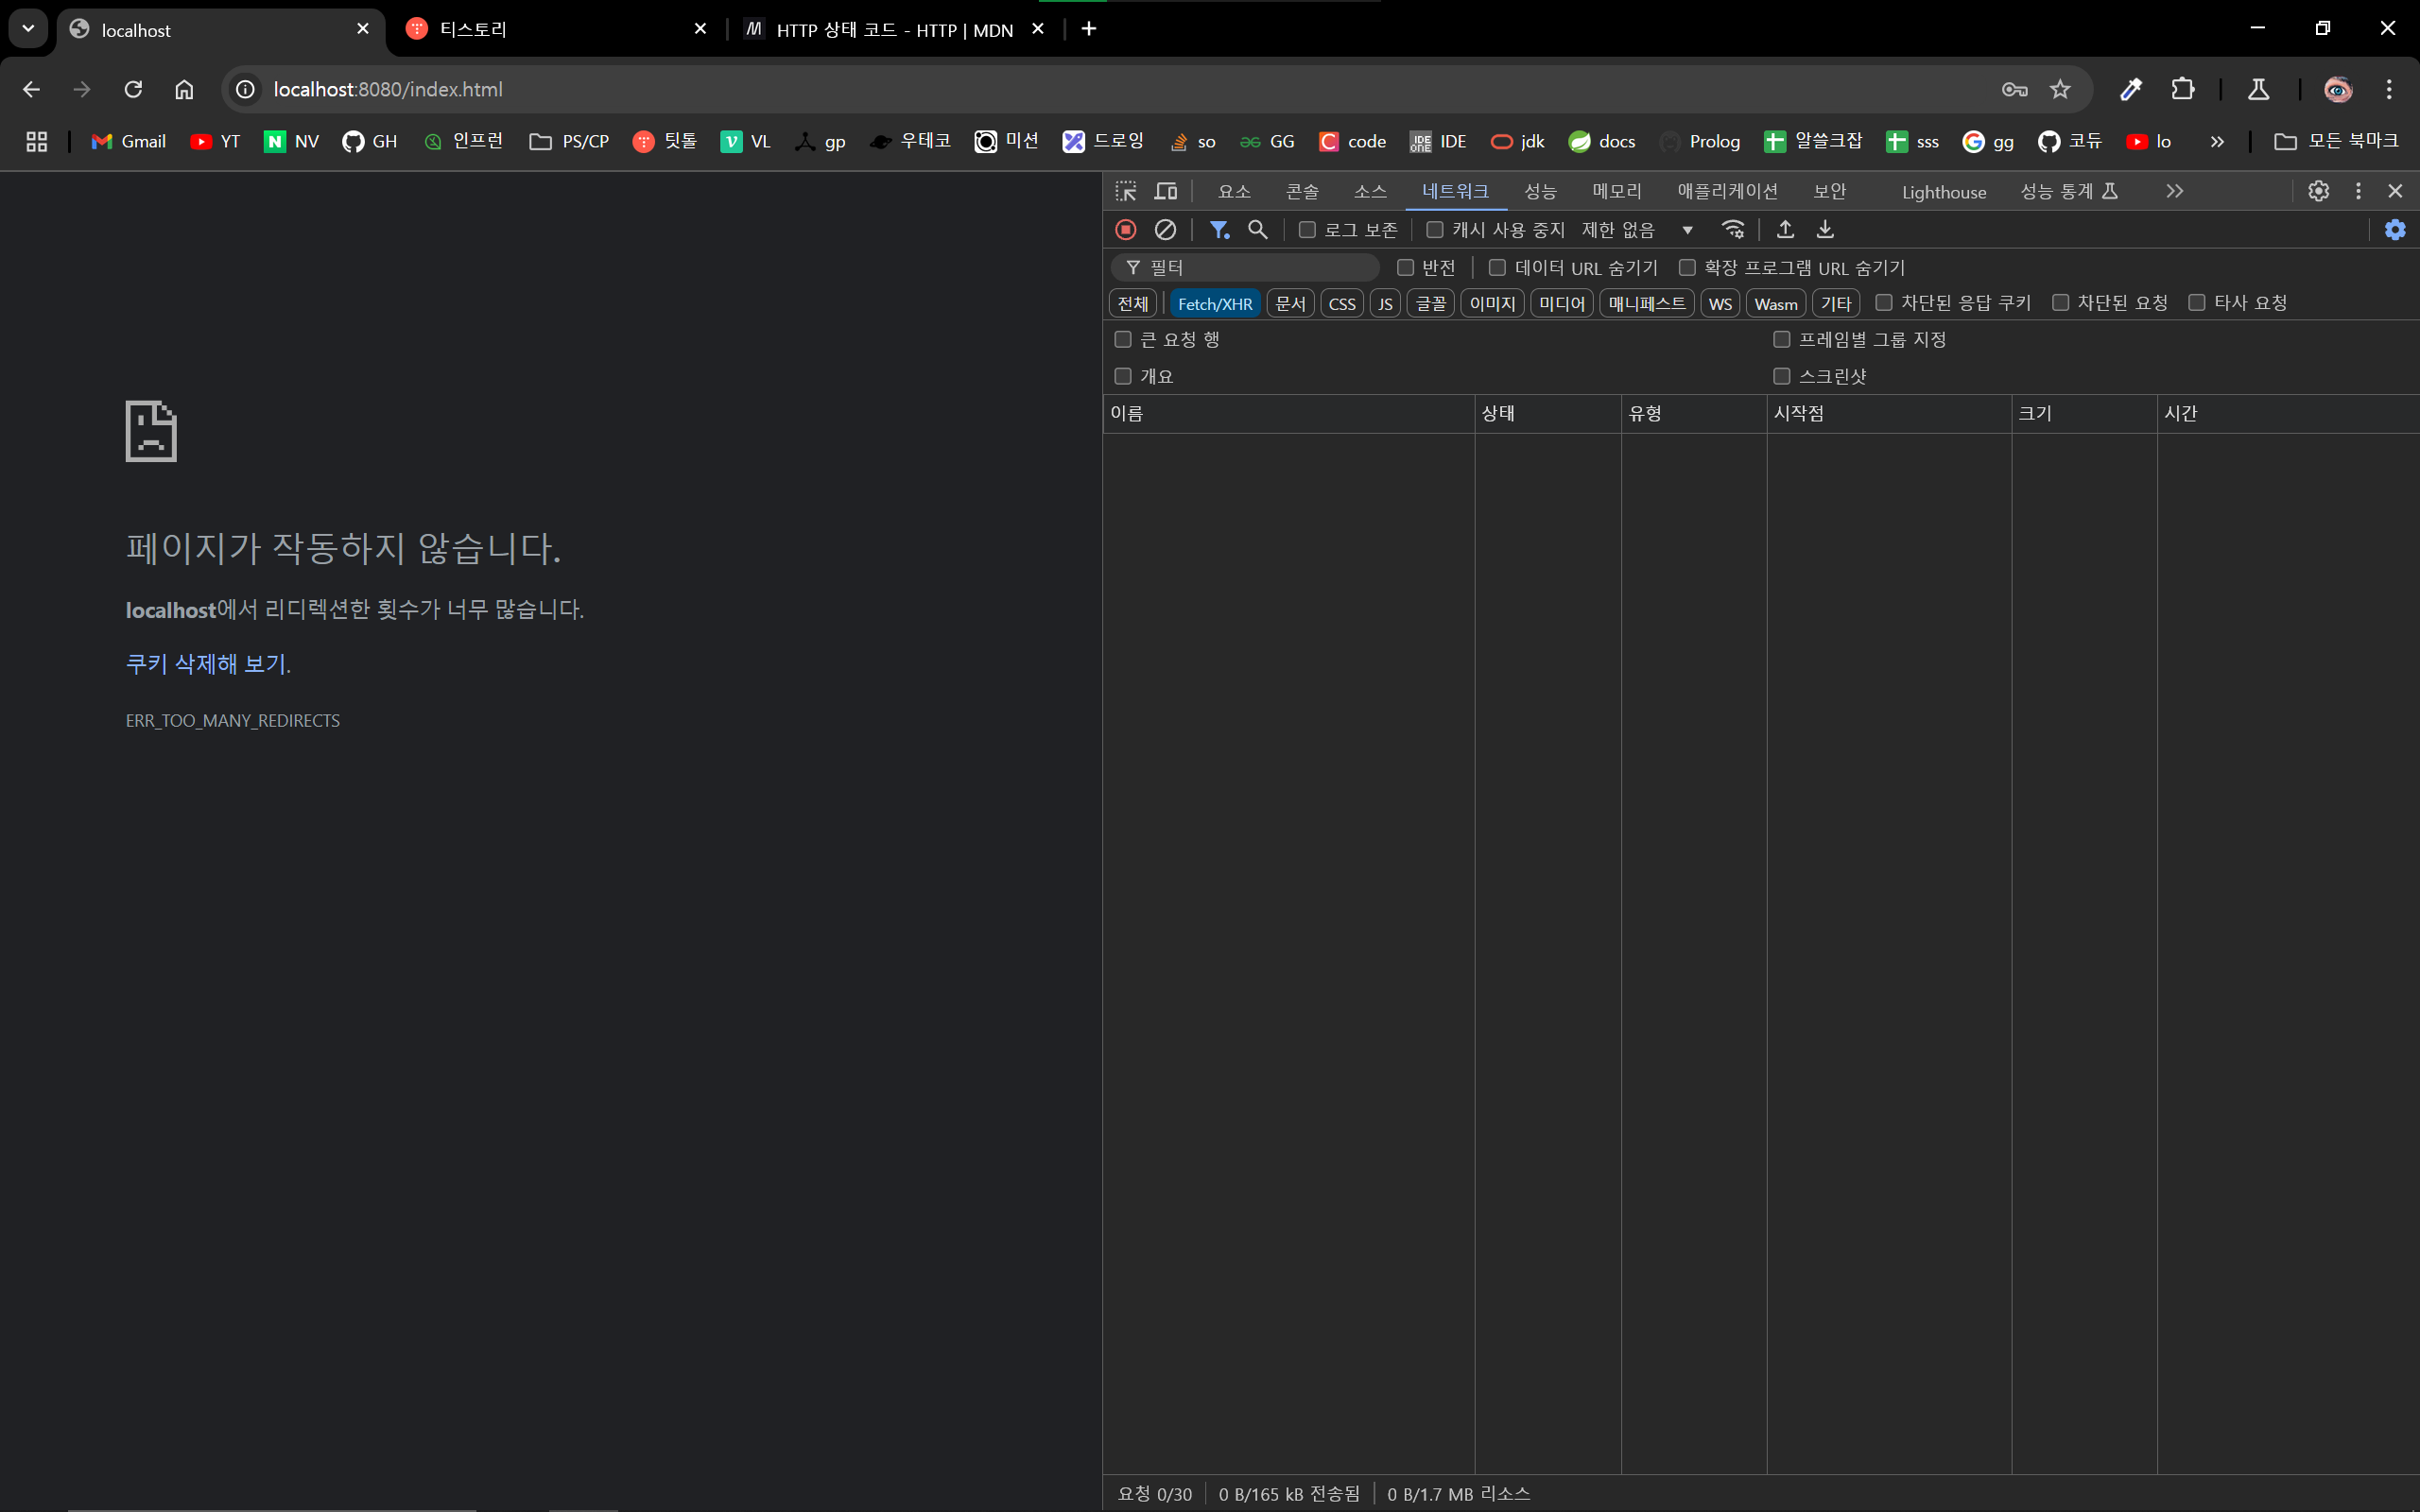 localhost
티스토리
HTTP 상태 코드 - HTTP | MDN
localhost:8080/index.html
Gmail YT NV GH 인프런 PS/CP 팃톨 VL gp 우테코 미션 드로잉 so GG code IDE jdk docs Prolog 알쓸크잡 sss gg 코듀 lo 모든 북마크
요소 콘솔 소스 네트워크 성능 메모리 애플리케이션 보안 Lighthouse 성능 통계
로그 보존 캐시 사용 중지 제한 없음
필터 반전 데이터 URL 숨기기 확장 프로그램 URL 숨기기
전체 Fetch/XHR 문서 CSS JS 글꼴 이미지 미디어 매니페스트 WS Wasm 기타 차단된 응답 쿠키 차단된 요청 타사 요청
큰 요청 행 프레임별 그룹 지정
개요 스크린샷
이름 상태 유형 시작점 크기 시간
페이지가 작동하지 않습니다.
localhost에서 리디렉션한 횟수가 너무 많습니다.
쿠키 삭제해 보기.
ERR_TOO_MANY_REDIRECTS
요청 0/30 0 B/165 kB 전송됨 0 B/1.7 MB 리소스